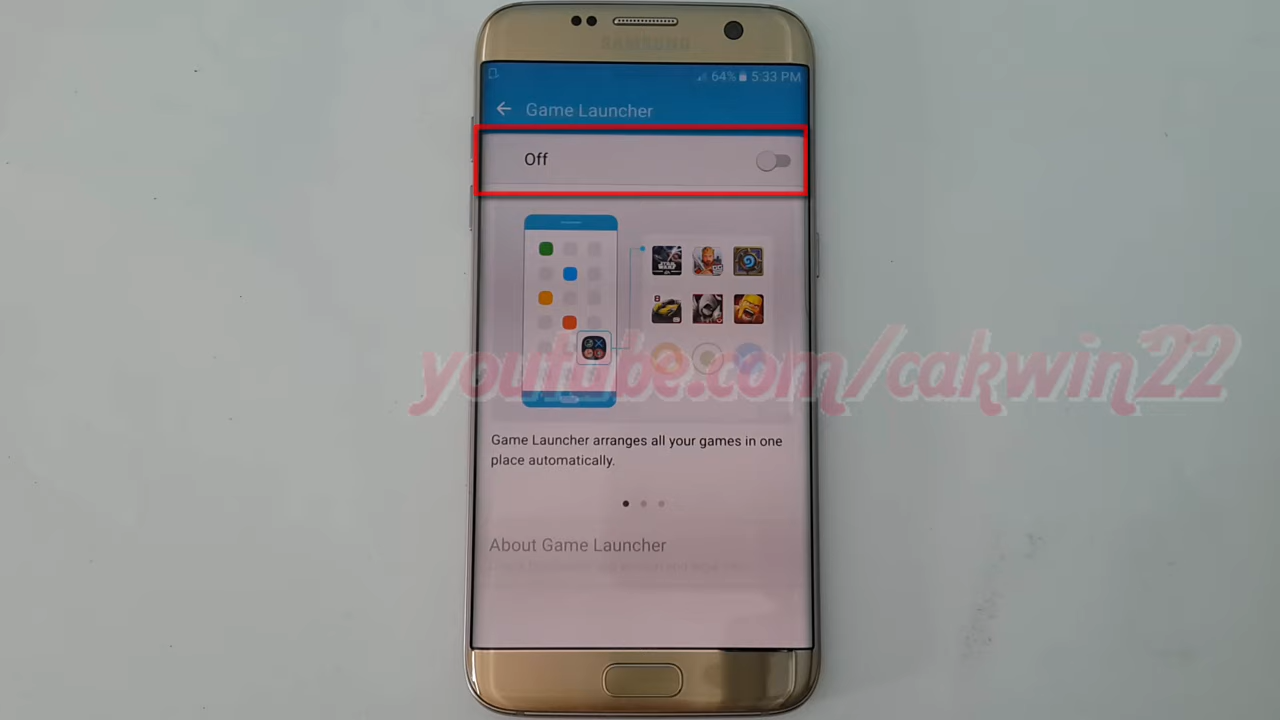 SAMSUNG
64% 5:33 PM
Game Launcher
Off
youtube.com/cakwin22
Game Launcher arranges all your games in one
place automatically.
About Game Launcher